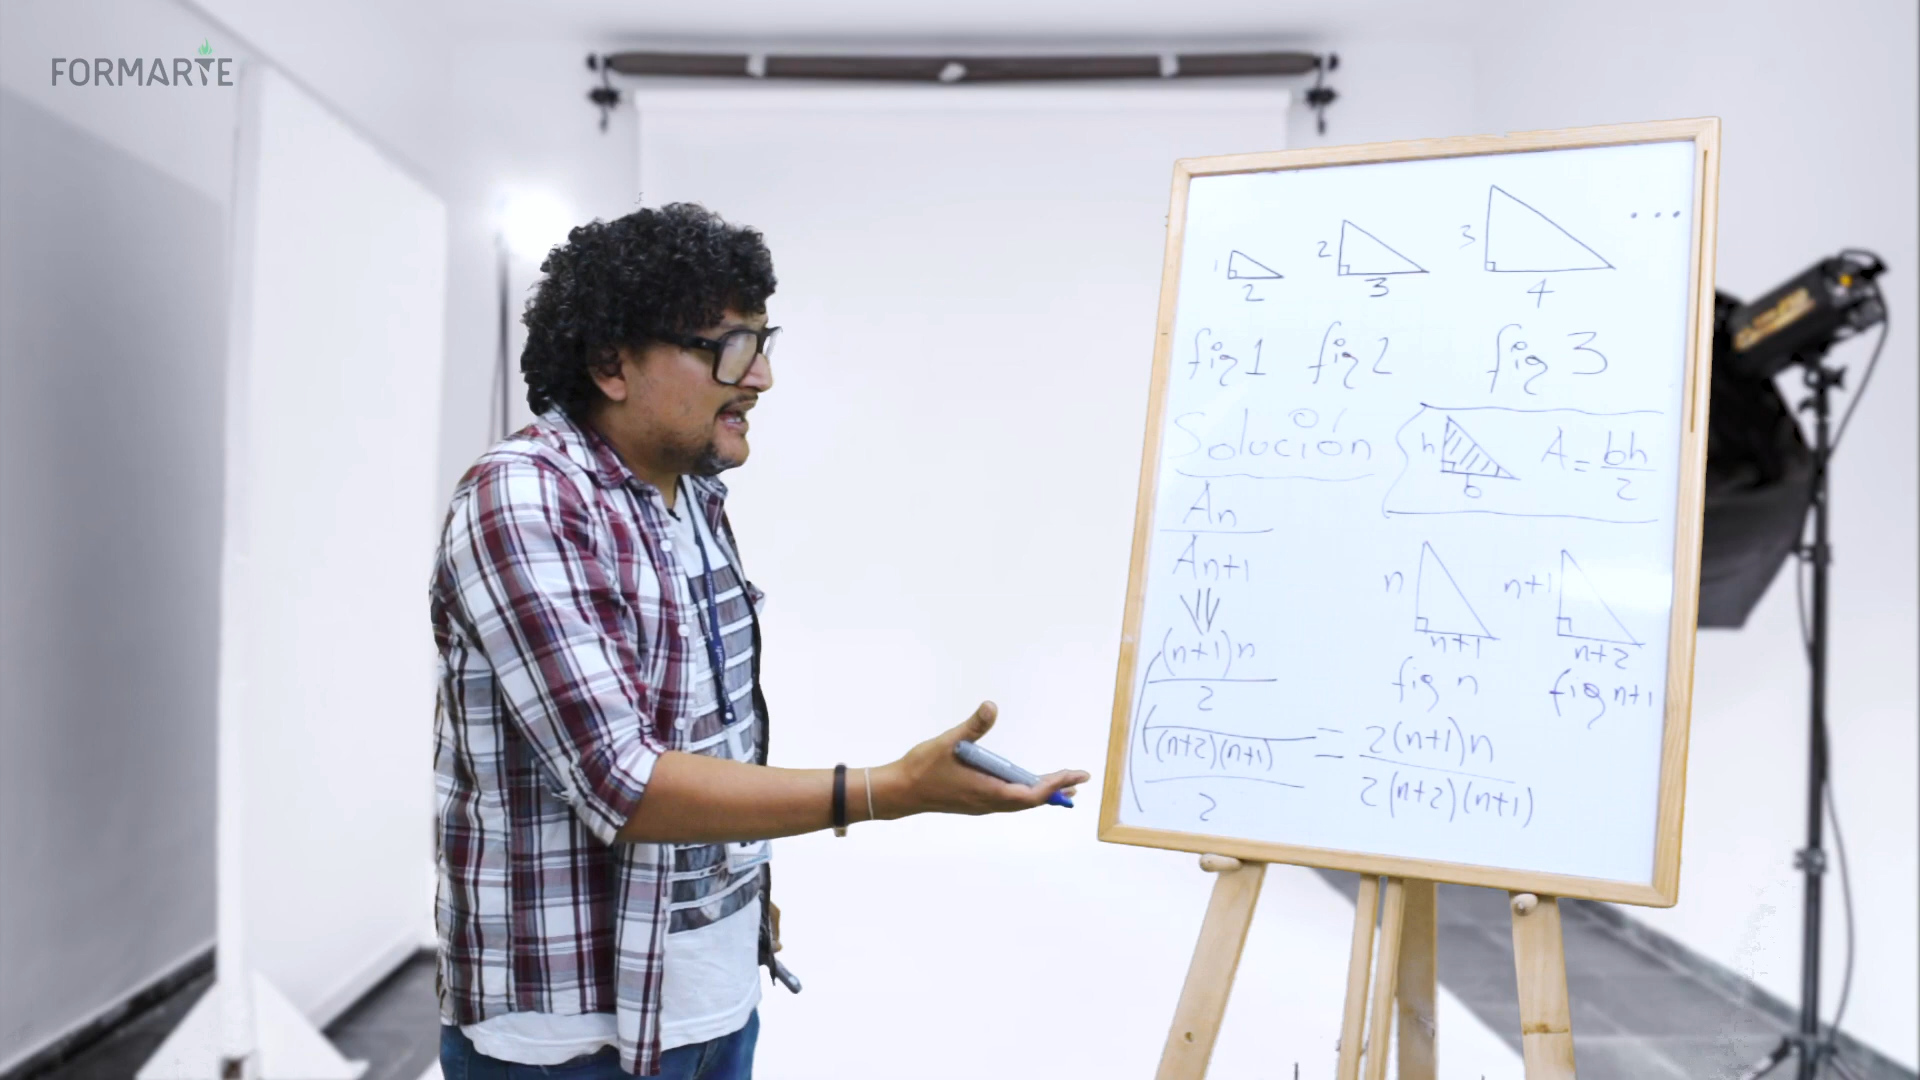 FORMARTE
1 2 2 3 3 4 ...
fig 1 fig 2 fig 3
Solución
h b A = bh/2
An
An+1
n n+1 n+1 n+2
fig n fig n+1
(n+1)n
2
(n+2)(n+1)
2
= 2(n+1)n
2(n+2)(n+1)